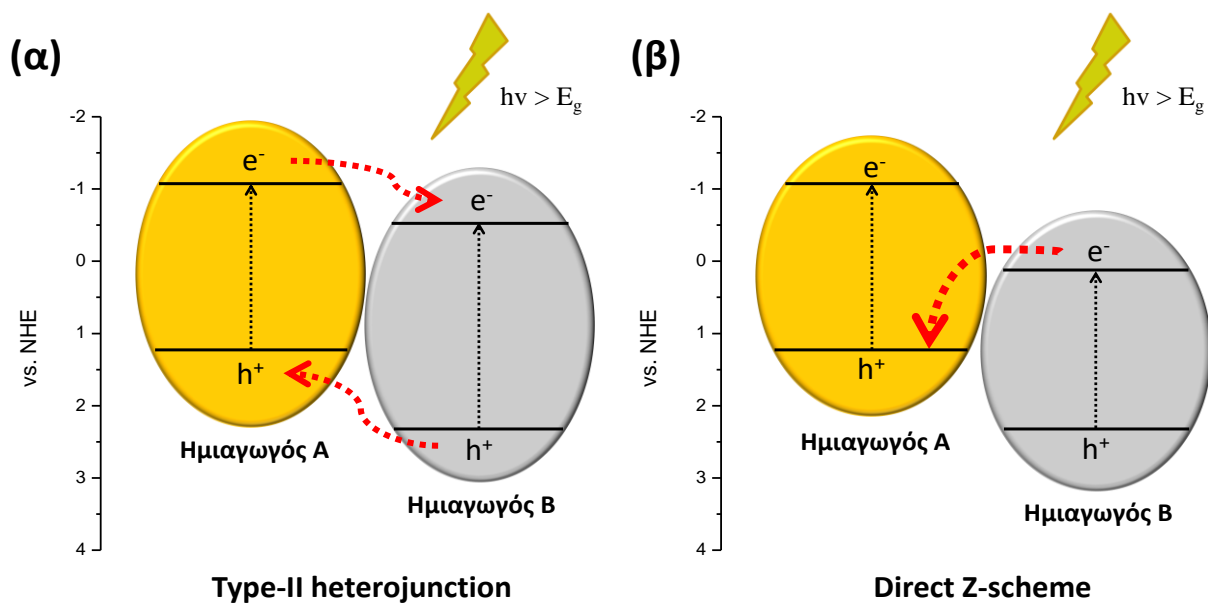 (α)
hν > Eg
vs. NHE
-2
-1
0
1
2
3
4
e-
e-
h+
h+
Ημιαγωγός Α
Ημιαγωγός Β
Type-II heterojunction
(β)
hν > Eg
vs. NHE
-2
-1
0
1
2
3
4
e-
e-
h+
h+
Ημιαγωγός Α
Ημιαγωγός Β
Direct Z-scheme